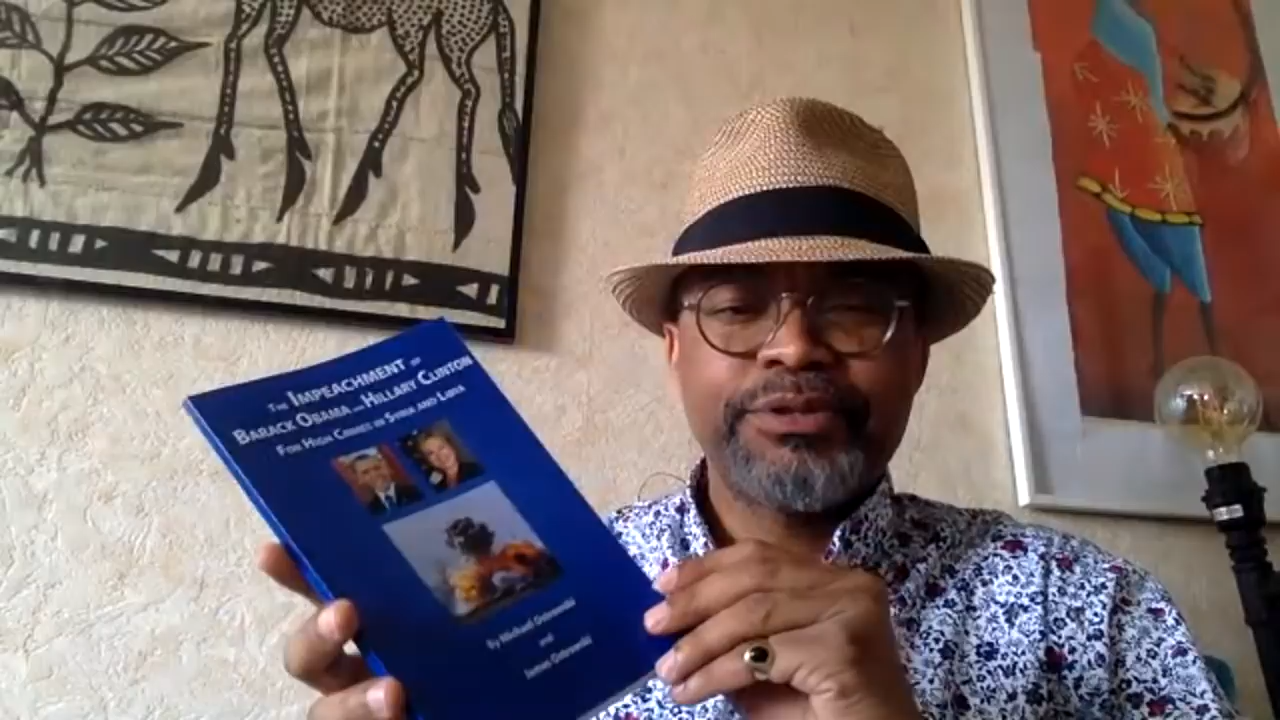 The Impeachment of
Barack Obama and Hillary Clinton
For High Crimes in Syria and Libya
By Michael Ostrowski
and
James Ostrowski